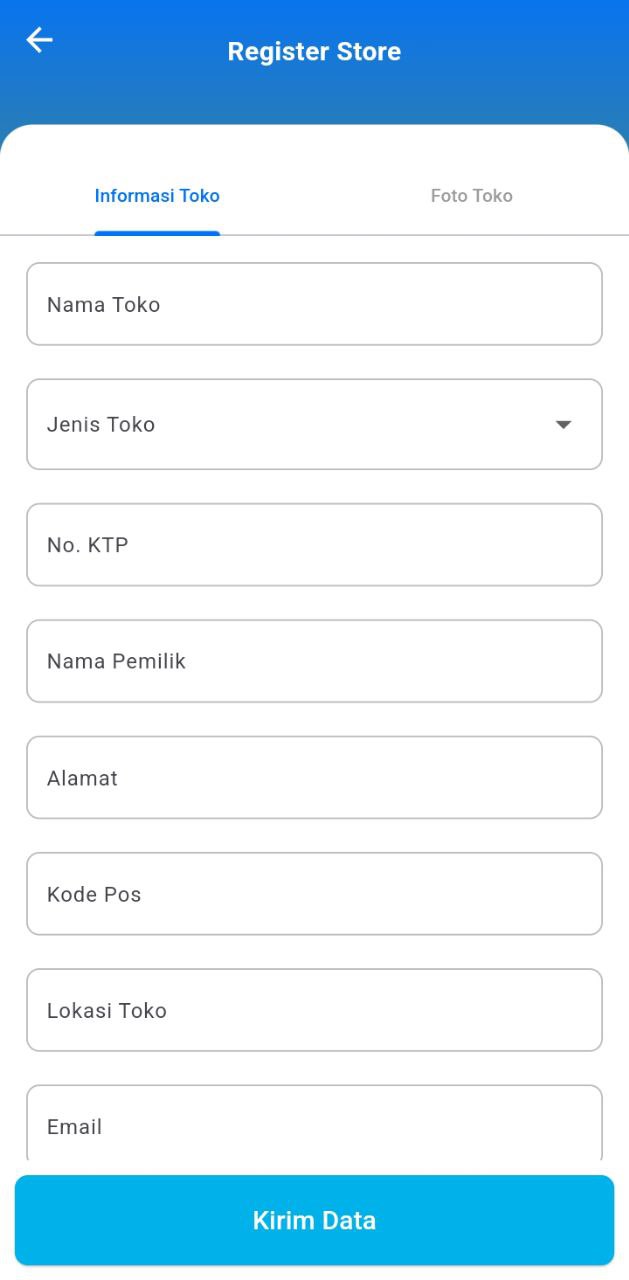 Register Store
Informasi Toko
Foto Toko
Nama Toko
Jenis Toko
No. KTP
Nama Pemilik
Alamat
Kode Pos
Lokasi Toko
Email
Kirim Data